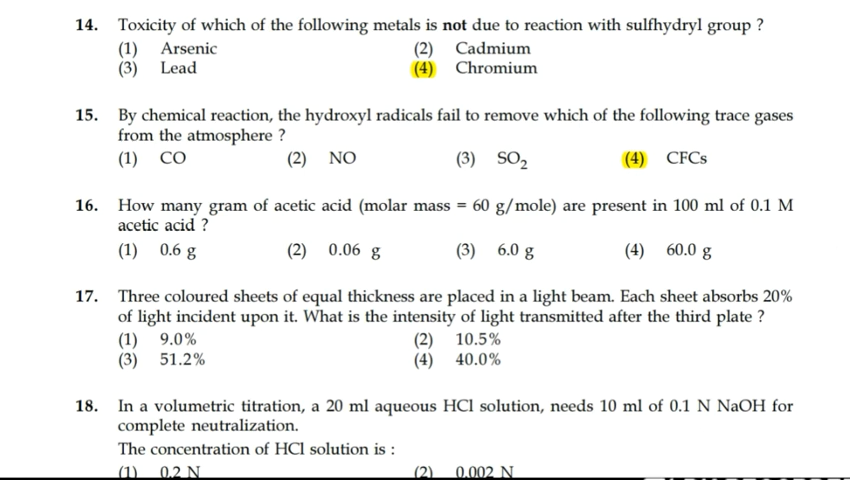 14. Toxicity of which of the following metals is not due to reaction with sulfhydryl group ?
(1) Arsenic (2) Cadmium
(3) Lead (4) Chromium
15. By chemical reaction, the hydroxyl radicals fail to remove which of the following trace gases
from the atmosphere ?
(1) CO (2) NO (3) SO₂ (4) CFCs
16. How many gram of acetic acid (molar mass = 60 g/mole) are present in 100 ml of 0.1 M
acetic acid ?
(1) 0.6 g (2) 0.06 g (3) 6.0 g (4) 60.0 g
17. Three coloured sheets of equal thickness are placed in a light beam. Each sheet absorbs 20%
of light incident upon it. What is the intensity of light transmitted after the third plate ?
(1) 9.0% (2) 10.5%
(3) 51.2% (4) 40.0%
18. In a volumetric titration, a 20 ml aqueous HCl solution, needs 10 ml of 0.1 N NaOH for
complete neutralization.
The concentration of HCl solution is :
(1) 0.2 N (2) 0.002 N